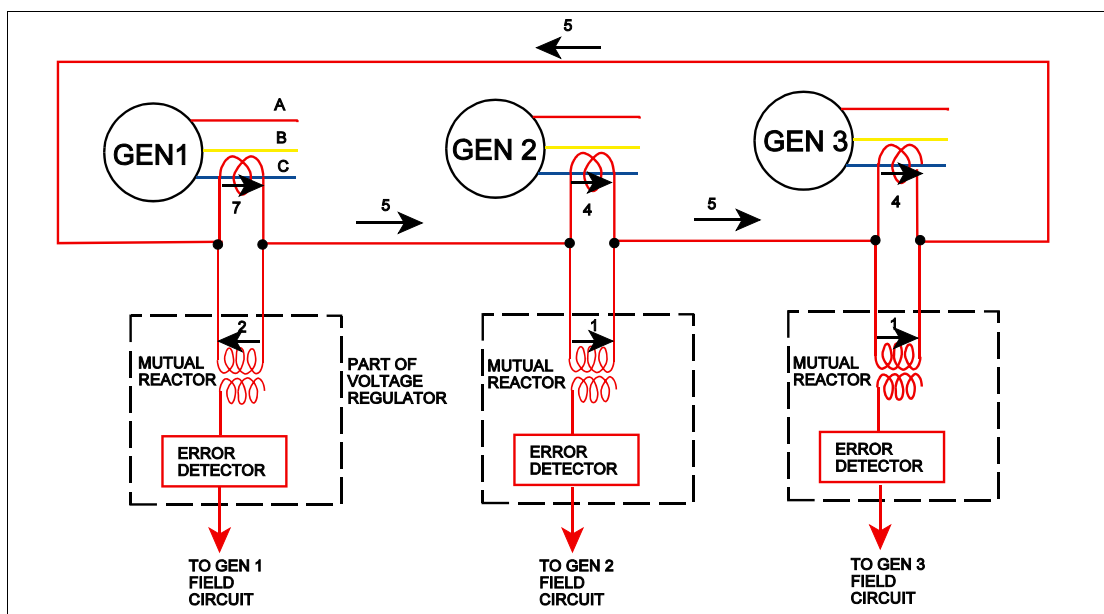 5
GEN1
A
B
C
7
5
GEN 2
4
5
GEN 3
4
2
MUTUAL
REACTOR
ERROR
DETECTOR
PART OF
VOLTAGE
REGULATOR
1
MUTUAL
REACTOR
ERROR
DETECTOR
1
MUTUAL
REACTOR
ERROR
DETECTOR
TO GEN 1
FIELD
CIRCUIT
TO GEN 2
FIELD
CIRCUIT
TO GEN 3
FIELD
CIRCUIT